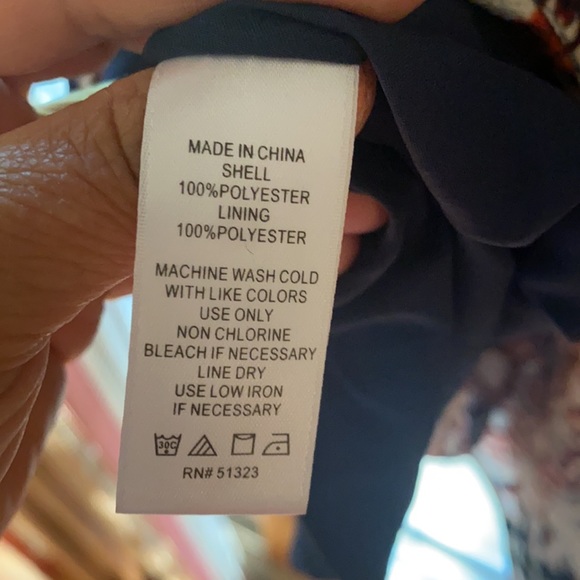 MADE IN CHINA
SHELL
100%POLYESTER
LINING
100%POLYESTER
MACHINE WASH COLD
WITH LIKE COLORS
USE ONLY
NON CHLORINE
BLEACH IF NECESSARY
LINE DRY
USE LOW IRON
IF NECESSARY
30C
RN# 51323